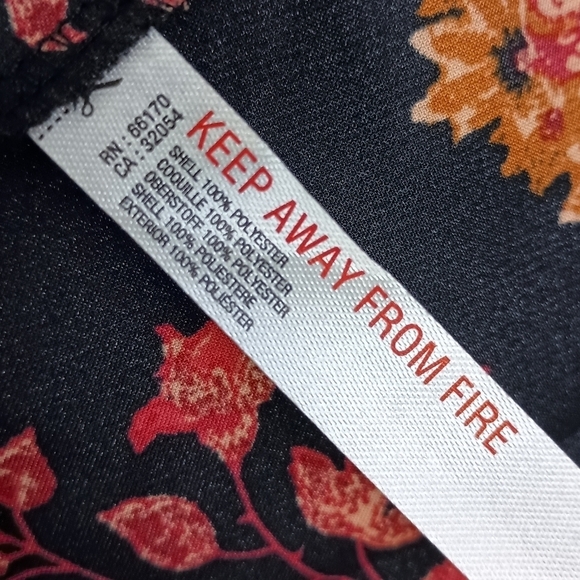 RN : 66170
CA : 32054
SHELL 100% POLYESTER
COQUILLE 100% POLYESTER
OBERSTOFF 100% POLYESTER
SHELL 100% POLIESTERE
EXTERIOR 100% POLIÉSTER
KEEP AWAY FROM FIRE